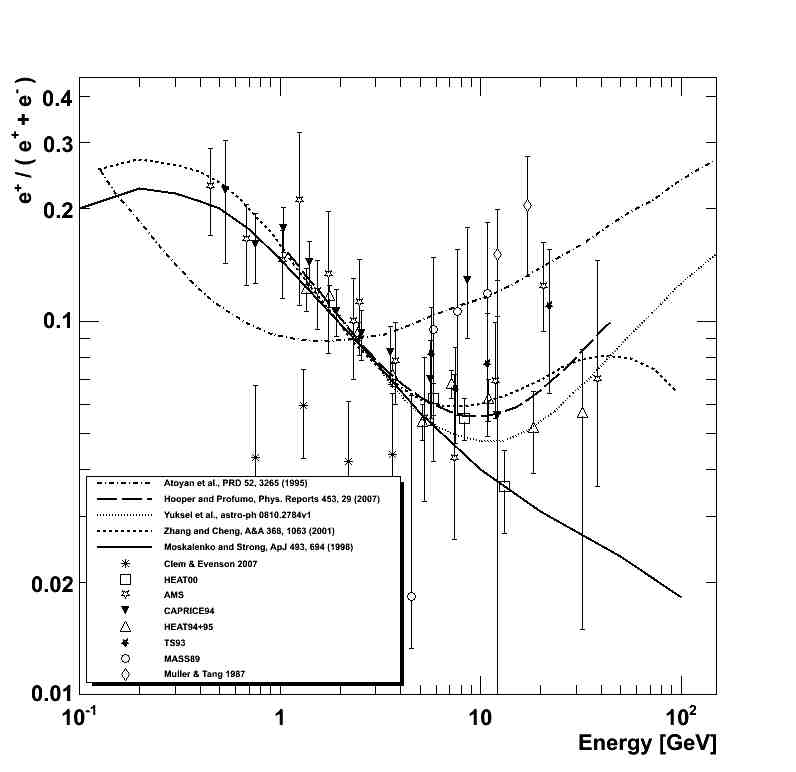 e+ / ( e+ + e- )
0.4
0.3
0.2
0.1
0.02
0.01
Atoyan et al., PRD 52, 3265 (1995)
Hooper and Profumo, Phys. Reports 453, 29 (2007)
Yuksel et al., astro-ph 0810.2784v1
Zhang and Cheng, A&A 368, 1063 (2001)
Moskalenko and Strong, ApJ 493, 694 (1998)
Clem & Evenson 2007
HEAT00
AMS
CAPRICE94
HEAT94+95
TS93
MASS89
Muller & Tang 1987
10-1 1 10 102
Energy [GeV]